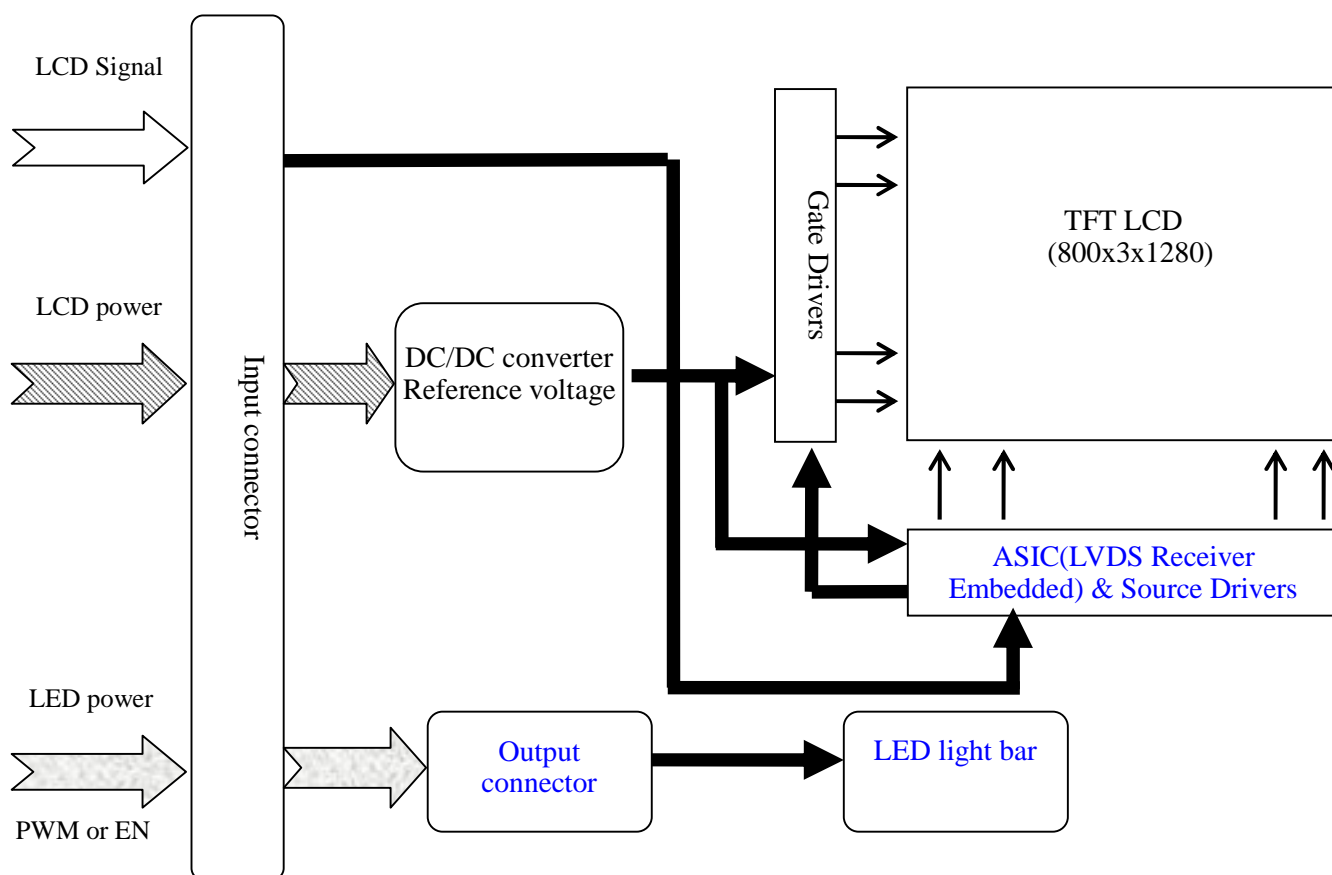 LCD Signal
LCD power
LED power
PWM or EN
Input connector
DC/DC converter
Reference voltage
Output
connector
LED light bar
Gate Drivers
TFT LCD
(800x3x1280)
ASIC(LVDS Receiver
Embedded) & Source Drivers